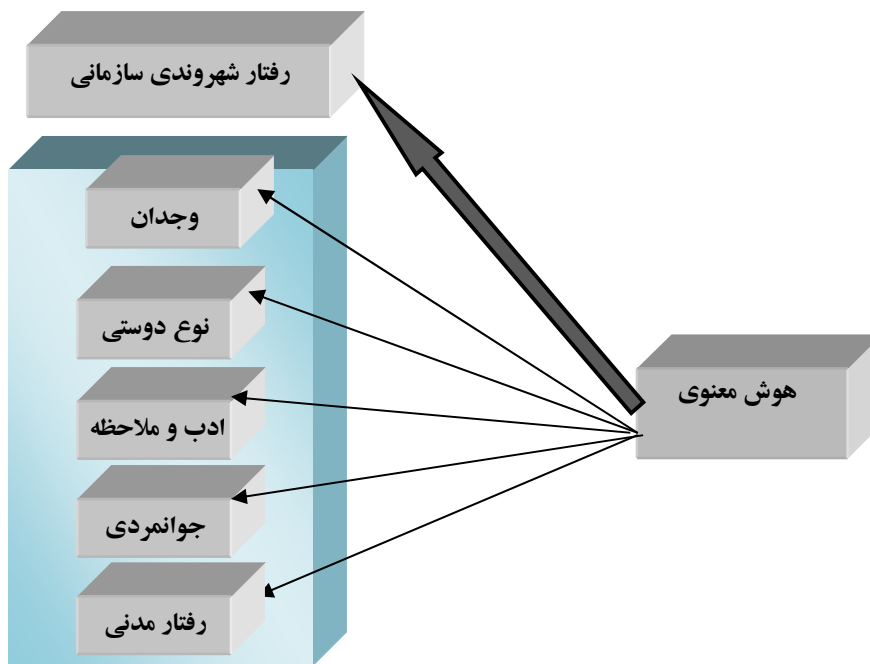 رفتار شهروندی سازمانی
وجدان
نوع دوستی
هوش معنوی
ادب و ملاحظه
جوانمردی
رفتار مدنی